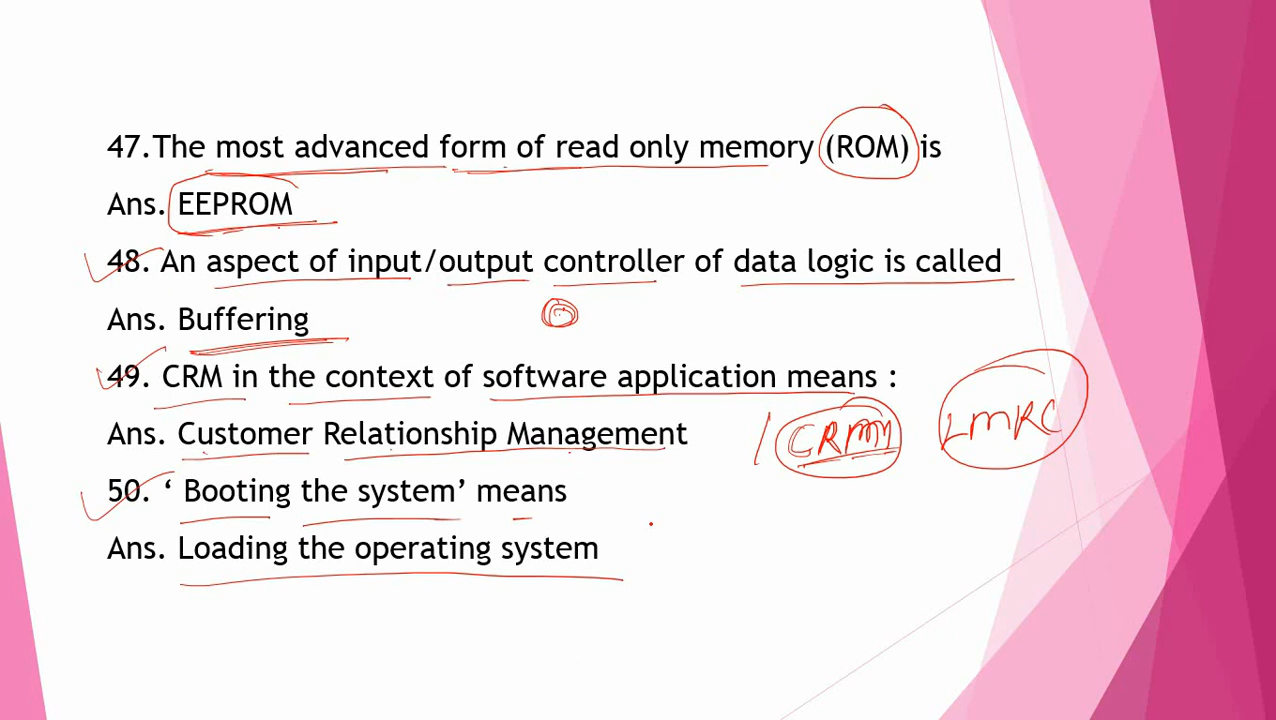 47.The most advanced form of read only memory (ROM) is
Ans. EEPROM
48. An aspect of input/output controller of data logic is called
Ans. Buffering
49. CRM in the context of software application means :
Ans. Customer Relationship Management
CRM
LMRC
50. ‘ Booting the system’ means
Ans. Loading the operating system